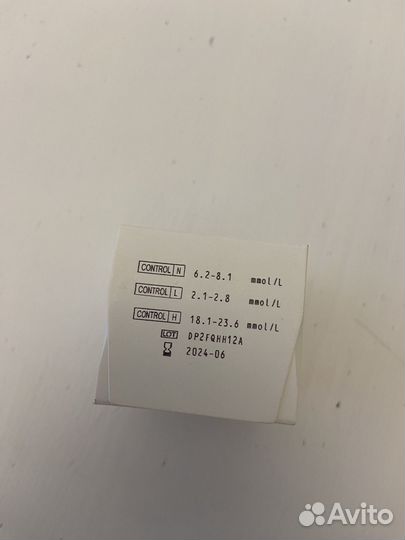 CONTROL N 6.2-8.1 mmol/L
CONTROL L 2.1-2.8 mmol/L
CONTROL H 18.1-23.6 mmol/L
LOT DP2FQHH12A
2024-06
Avito